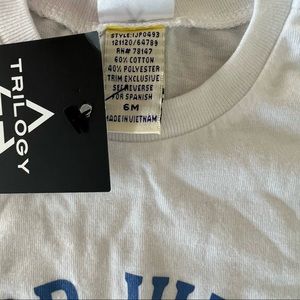 STYLE: IJP0493
121120/64789
RN# 78147
60% COTTON
40% POLYESTER
TRIM EXCLUSIVE
SEE REVERSE
FOR SPANISH
6M
MADE IN VIETNAM
TRILOGY